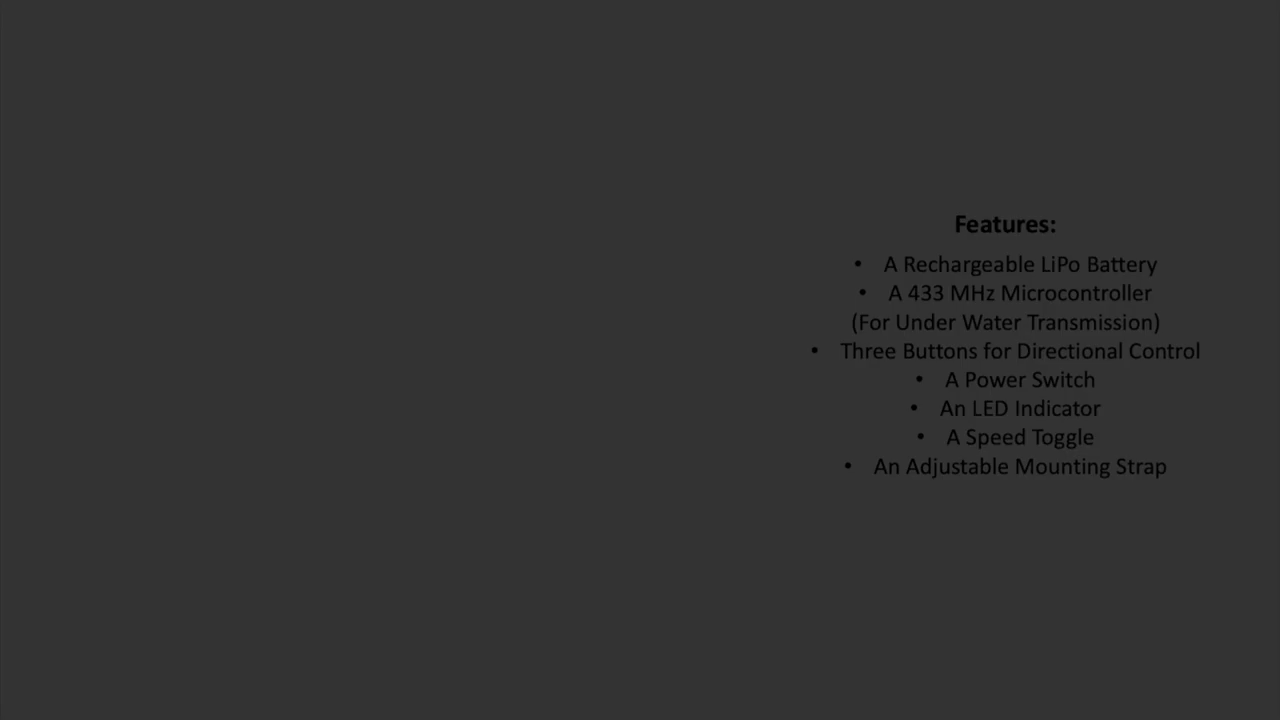 Features:
• A Rechargeable LiPo Battery
• A 433 MHz Microcontroller
(For Under Water Transmission)
• Three Buttons for Directional Control
• A Power Switch
• An LED Indicator
• A Speed Toggle
• An Adjustable Mounting Strap